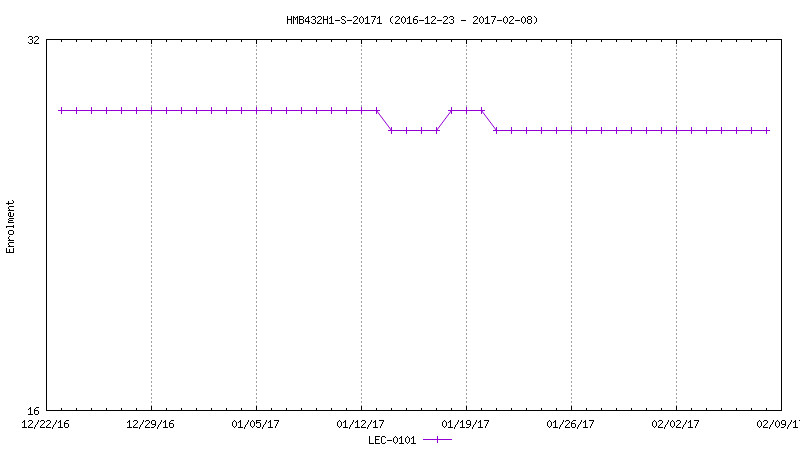 HMB432H1-S-20171 (2016-12-23 - 2017-02-08)
32
Enrolment
16
12/22/16 12/29/16 01/05/17 01/12/17 01/19/17 01/26/17 02/02/17 02/09/1
LEC-0101